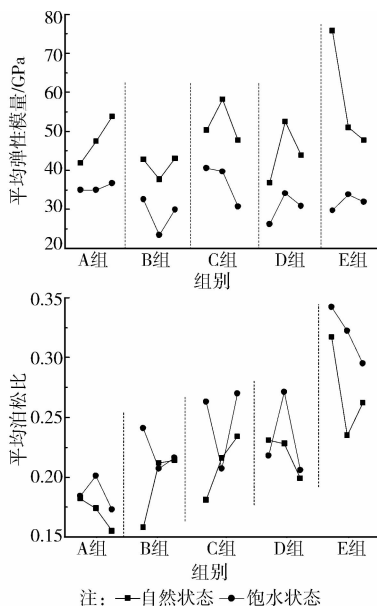 平均弹性模量/GPa
80
70
60
50
40
30
20
A组 B组 C组 D组 E组
组别
平均泊松比
0.35
0.30
0.25
0.20
0.15
A组 B组 C组 D组 E组
组别
注: 自然状态 饱水状态